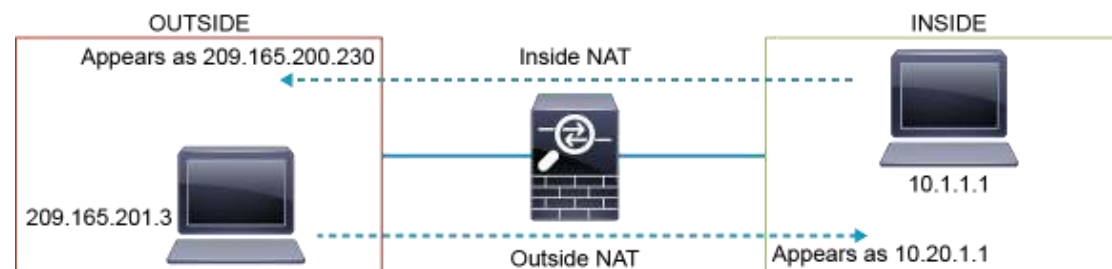 OUTSIDE
INSIDE
Appears as 209.165.200.230
Inside NAT
10.1.1.1
209.165.201.3
Outside NAT
Appears as 10.20.1.1